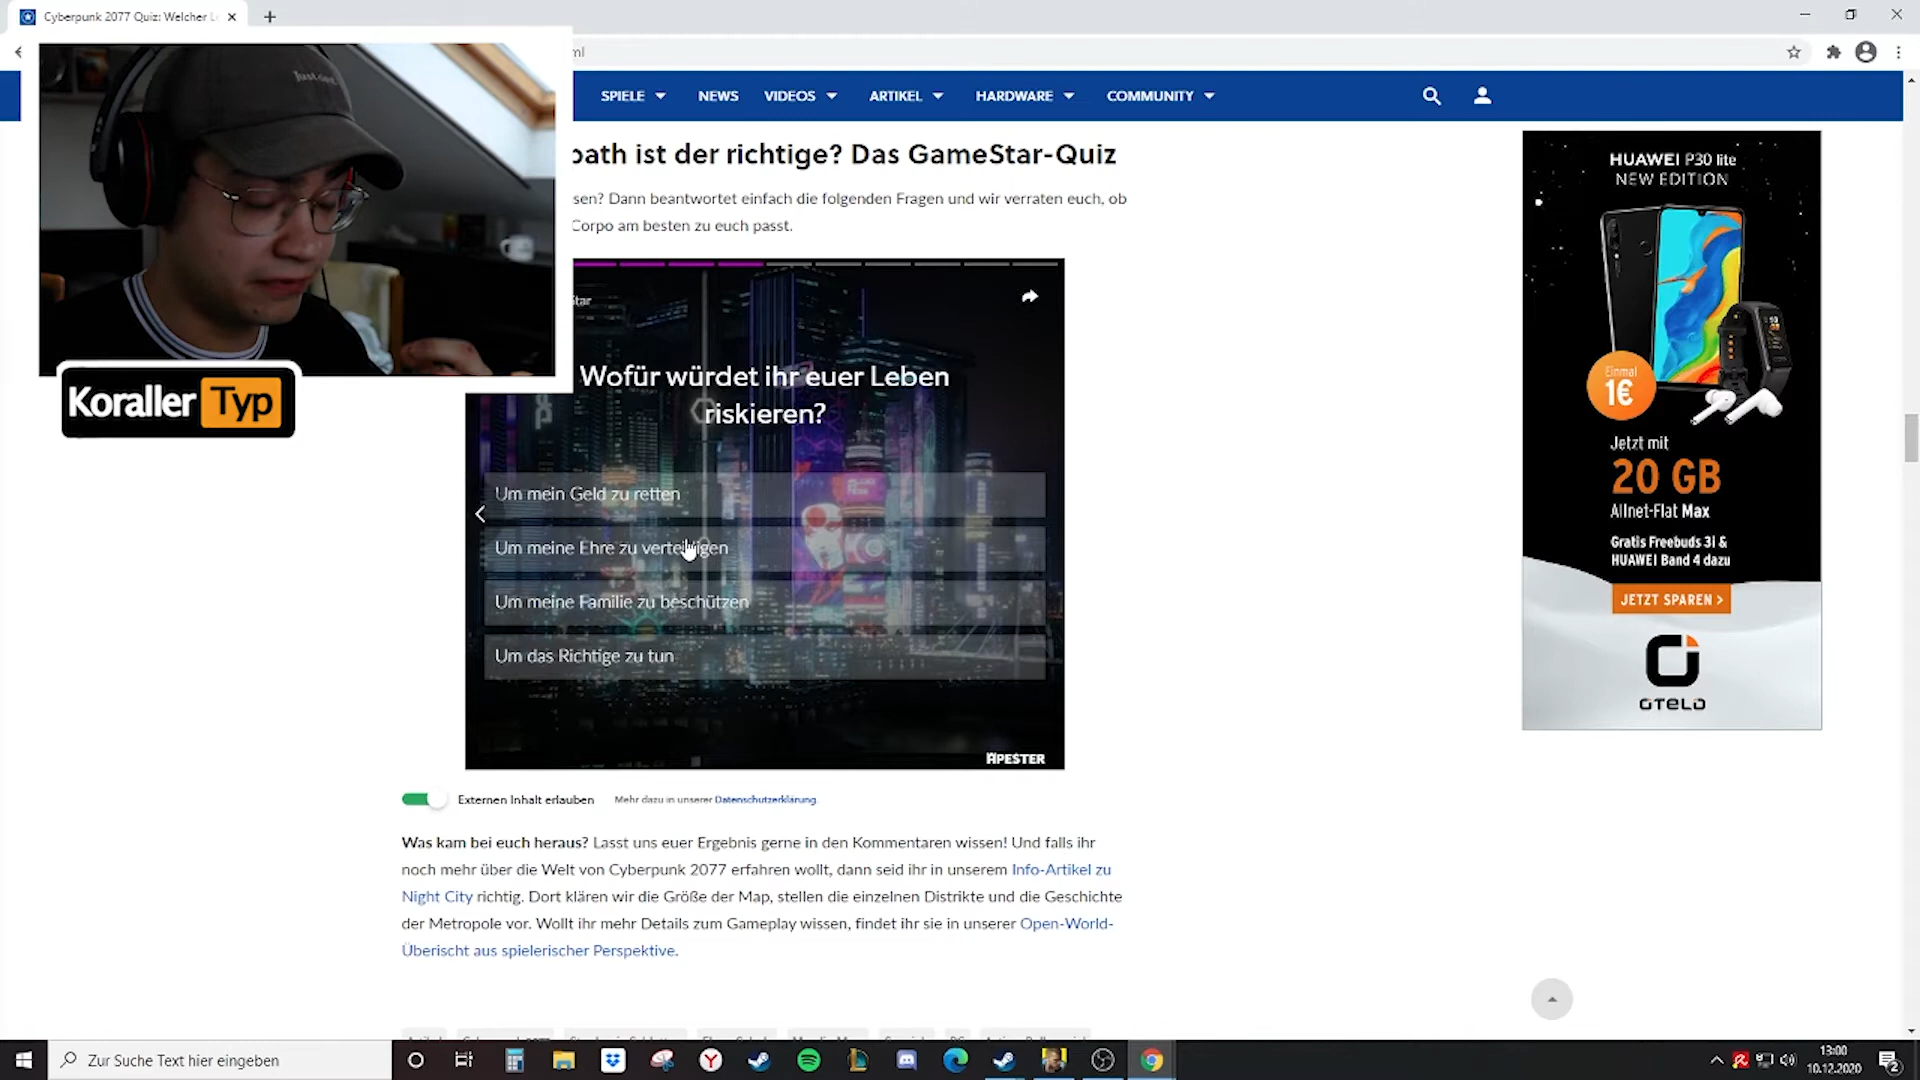 Cyberpunk 2077 Quiz: Welcher L
ml
SPIELE NEWS VIDEOS ARTIKEL HARDWARE COMMUNITY
path ist der richtige? Das GameStar-Quiz
sen? Dann beantwortet einfach die folgenden Fragen und wir verraten euch, ob
Corpo am besten zu euch passt.
Koraller Typ
Star
Wofür würdet ihr euer Leben
riskieren?
Um mein Geld zu retten
Um meine Ehre zu verteidigen
Um meine Familie zu beschützen
Um das Richtige zu tun
APESTER
Externen Inhalt erlauben Mehr dazu in unserer Datenschutzerklärung.
Was kam bei euch heraus? Lasst uns euer Ergebnis gerne in den Kommentaren wissen! Und falls ihr
noch mehr über die Welt von Cyberpunk 2077 erfahren wollt, dann seid ihr in unserem Info-Artikel zu
Night City richtig. Dort klären wir die Größe der Map, stellen die einzelnen Distrikte und die Geschichte
der Metropole vor. Wollt ihr mehr Details zum Gameplay wissen, findet ihr sie in unserer Open-World-
Überischt aus spielerischer Perspektive.
HUAWEI P30 lite
NEW EDITION
Einmal
1€
Jetzt mit
20 GB
Allnet-Flat Max
Gratis Freebuds 3i &
HUAWEI Band 4 dazu
JETZT SPAREN >
OTELO
Zur Suche Text hier eingeben
13:00
10.12.2020
2